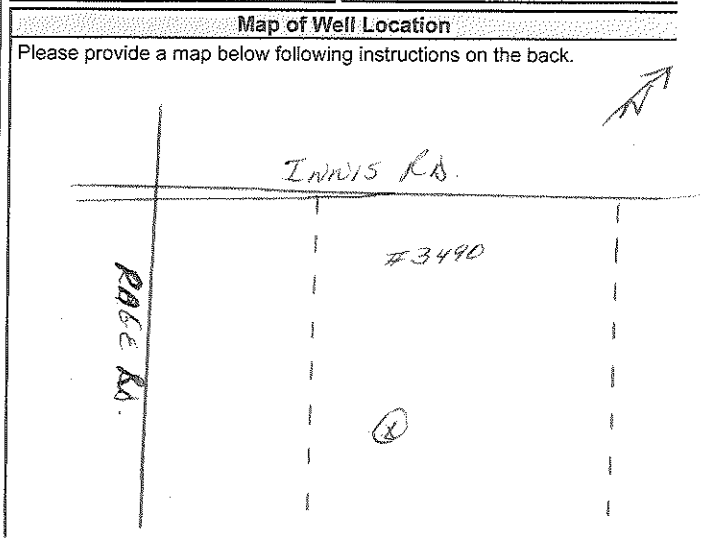 Map of Well Location
Please provide a map below following instructions on the back.
N
INNIS RD.
#3490
PAGE RD.
X